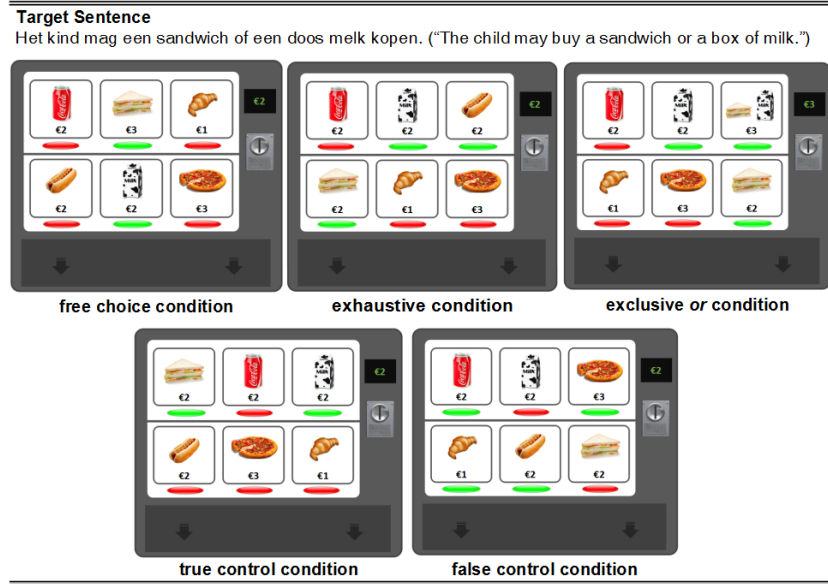 Target Sentence
Het kind mag een sandwich of een doos melk kopen. (“The child may buy a sandwich or a box of milk.”)
€2 €3 €1 €2
€2 €2 €3
free choice condition
€2 €2 €2 €2
€2 €1 €3
exhaustive condition
€2 €2 €3 €3
€1 €3 €2
exclusive or condition
€2 €2 €2 €2
€2 €3 €1
true control condition
€2 €2 €3 €2
€1 €2 €2
false control condition